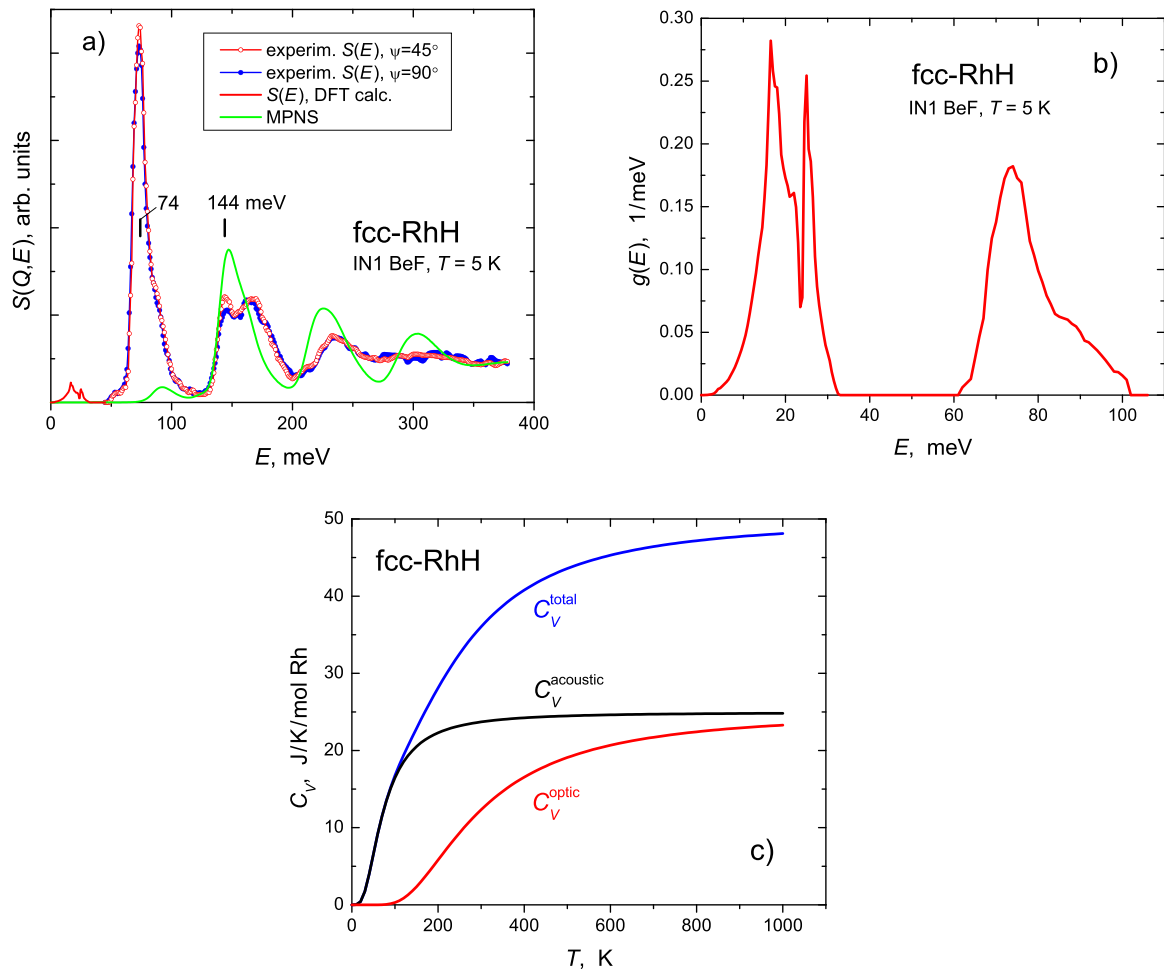 a)
experim. S(E), ψ=45°
experim. S(E), ψ=90°
S(E), DFT calc.
MPNS
74
144 meV
fcc-RhH
IN1 BeF, T = 5 K
S(Q,E), arb. units
0 100 200 300 400
E, meV
b)
fcc-RhH
IN1 BeF, T = 5 K
g(E), 1/meV
0.30
0.25
0.20
0.15
0.10
0.05
0.00
0 20 40 60 80 100
E, meV
fcc-RhH
C_V^total
C_V^acoustic
C_V^optic
c)
C_V, J/K/mol Rh
50
40
30
20
10
0
0 200 400 600 800 1000
T, K